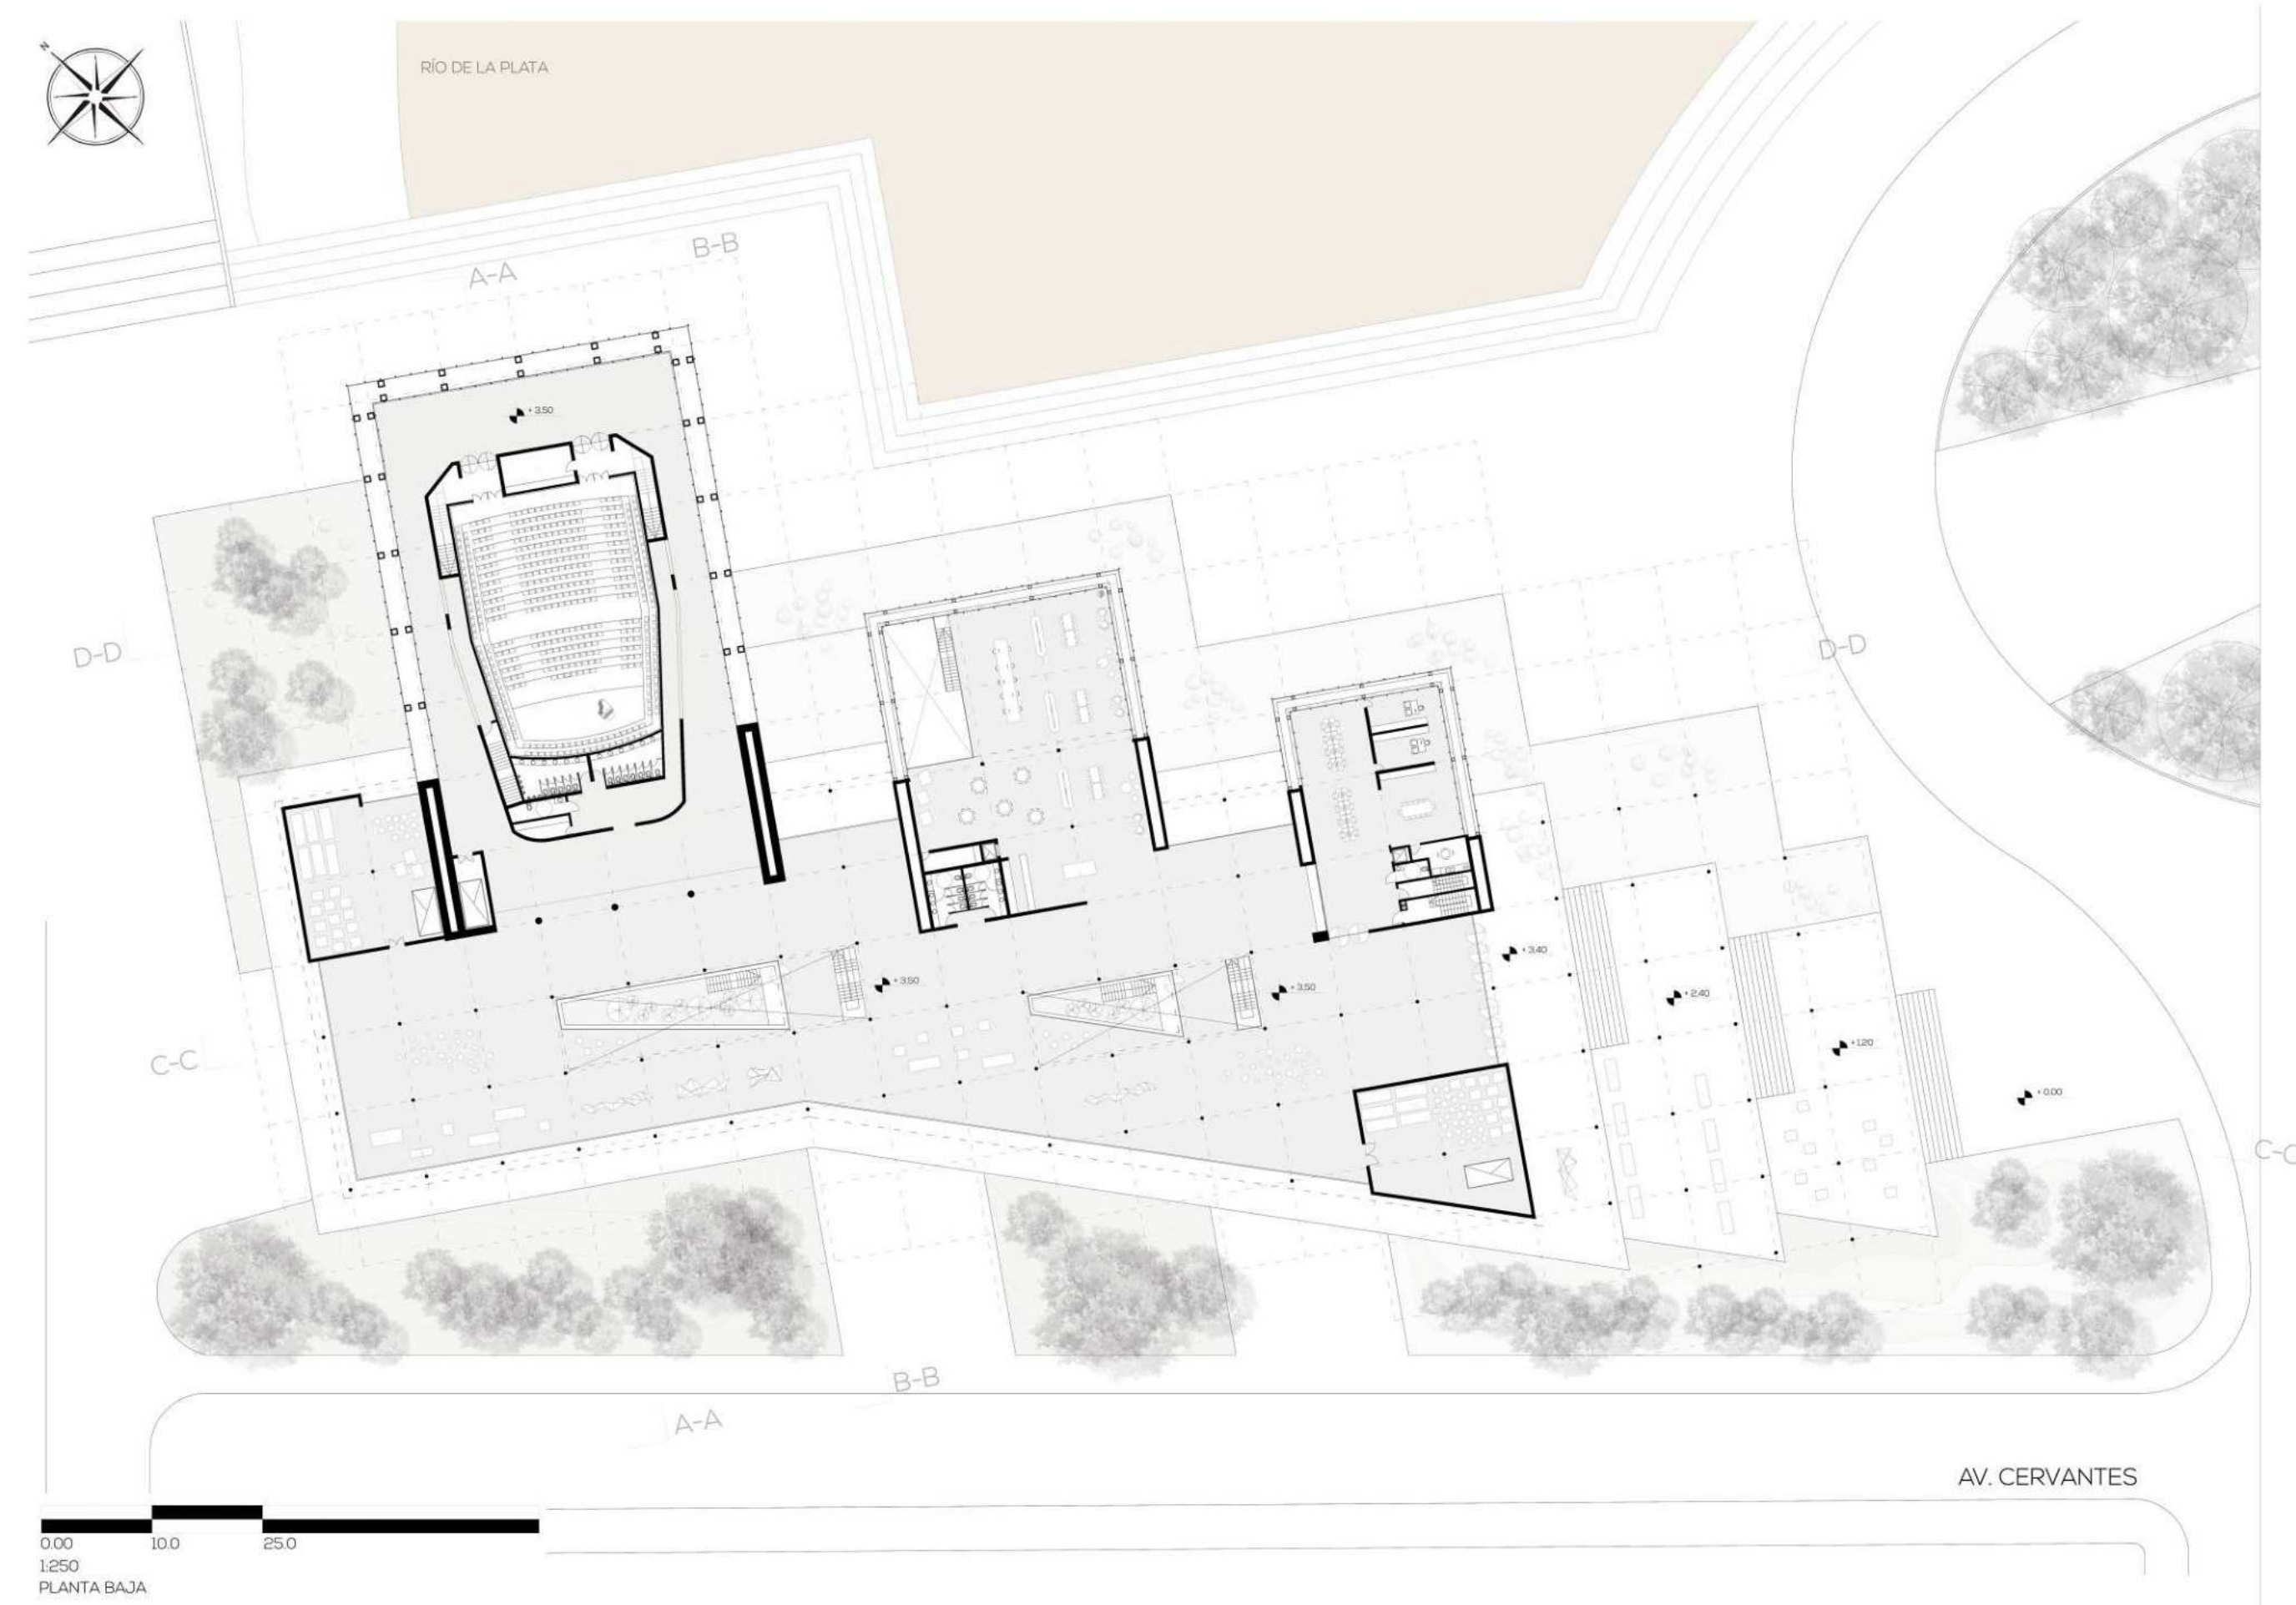 N
RÍO DE LA PLATA
B-B
A-A
+ 3.50
D-D
D-D
+ 3.40
+ 3.50
+ 3.50
+ 2.40
+1.20
C-C
+ 0.00
C-C
B-B
A-A
AV. CERVANTES
0.00 10.0 25.0
1:250
PLANTA BAJA